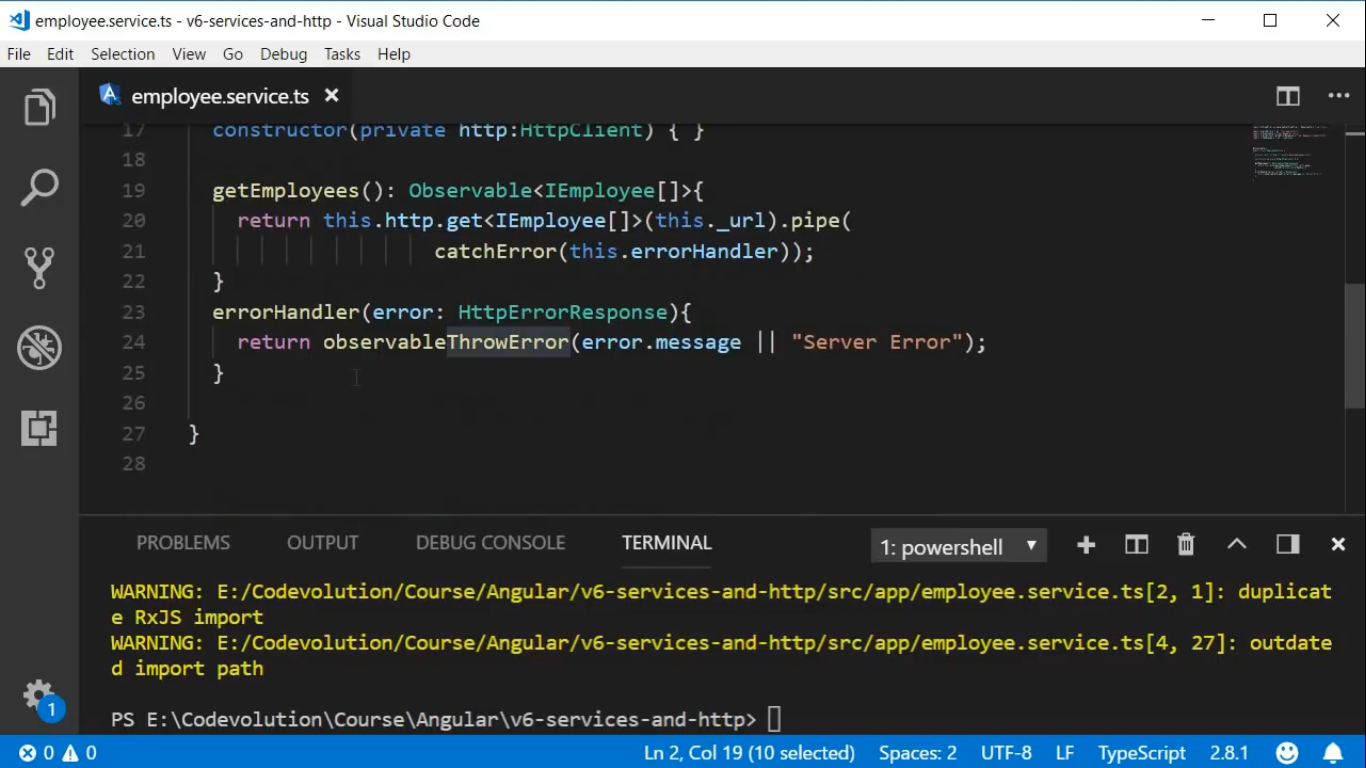 employee.service.ts - v6-services-and-http - Visual Studio Code
File Edit Selection View Go Debug Tasks Help
employee.service.ts
17 constructor(private http:HttpClient) { }
18
19 getEmployees(): Observable<IEmployee[]>{
20 return this.http.get<IEmployee[]>(this._url).pipe(
21 catchError(this.errorHandler));
22 }
23 errorHandler(error: HttpErrorResponse){
24 return observableThrowError(error.message || "Server Error");
25 }
26
27 }
28
PROBLEMS OUTPUT DEBUG CONSOLE TERMINAL 1: powershell
WARNING: E:/Codevolution/Course/Angular/v6-services-and-http/src/app/employee.service.ts[2, 1]: duplicat
e RxJS import
WARNING: E:/Codevolution/Course/Angular/v6-services-and-http/src/app/employee.service.ts[4, 27]: outdate
d import path
PS E:\Codevolution\Course\Angular\v6-services-and-http>
1
0 0 Ln 2, Col 19 (10 selected) Spaces: 2 UTF-8 LF TypeScript 2.8.1